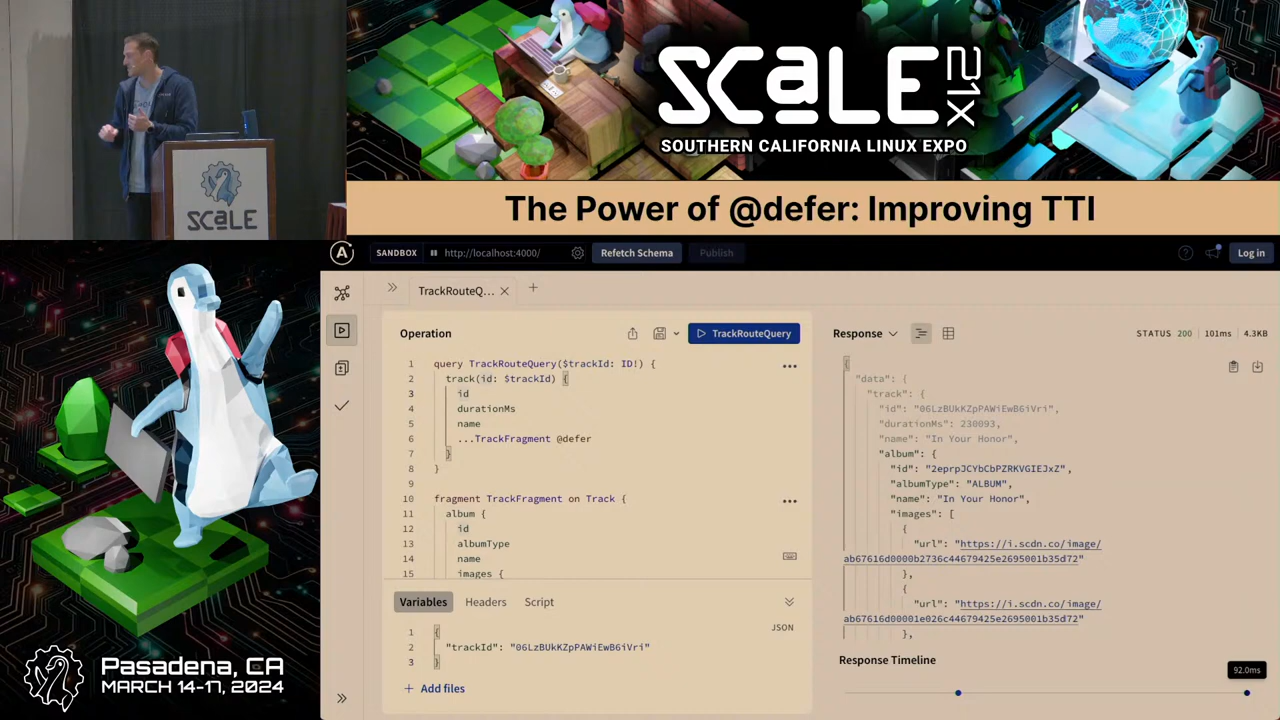 SCALE 21X
SOUTHERN CALIFORNIA LINUX EXPO
The Power of @defer: Improving TTI
SCALE
SANDBOX
http://localhost:4000/
Refetch Schema
Publish
Log in
TrackRouteQ...
Operation
TrackRouteQuery
1 query TrackRouteQuery($trackId: ID!) {
2 track(id: $trackId) {
3 id
4 durationMs
5 name
6 ...TrackFragment @defer
7 }
8 }
9
10 fragment TrackFragment on Track {
11 album {
12 id
13 albumType
14 name
15 images {
Variables
Headers
Script
JSON
1 {
2 "trackId": "06LzBUkKZpPAWiEwB6iVri"
3 }
+ Add files
Response
STATUS 200
101ms
4.3KB
{
"data": {
"track": {
"id": "06LzBUkKZpPAWiEwB6iVri",
"durationMs": 230093,
"name": "In Your Honor",
"album": {
"id": "2eprpJCYbCbPZRKVGIEJxZ",
"albumType": "ALBUM",
"name": "In Your Honor",
"images": [
{
"url": "https://i.scdn.co/image/
ab67616d0000b2736c44679425e2695001b35d72"
},
{
"url": "https://i.scdn.co/image/
ab67616d00001e026c44679425e2695001b35d72"
},
Response Timeline
92.0ms
Pasadena, CA
MARCH 14-17, 2024